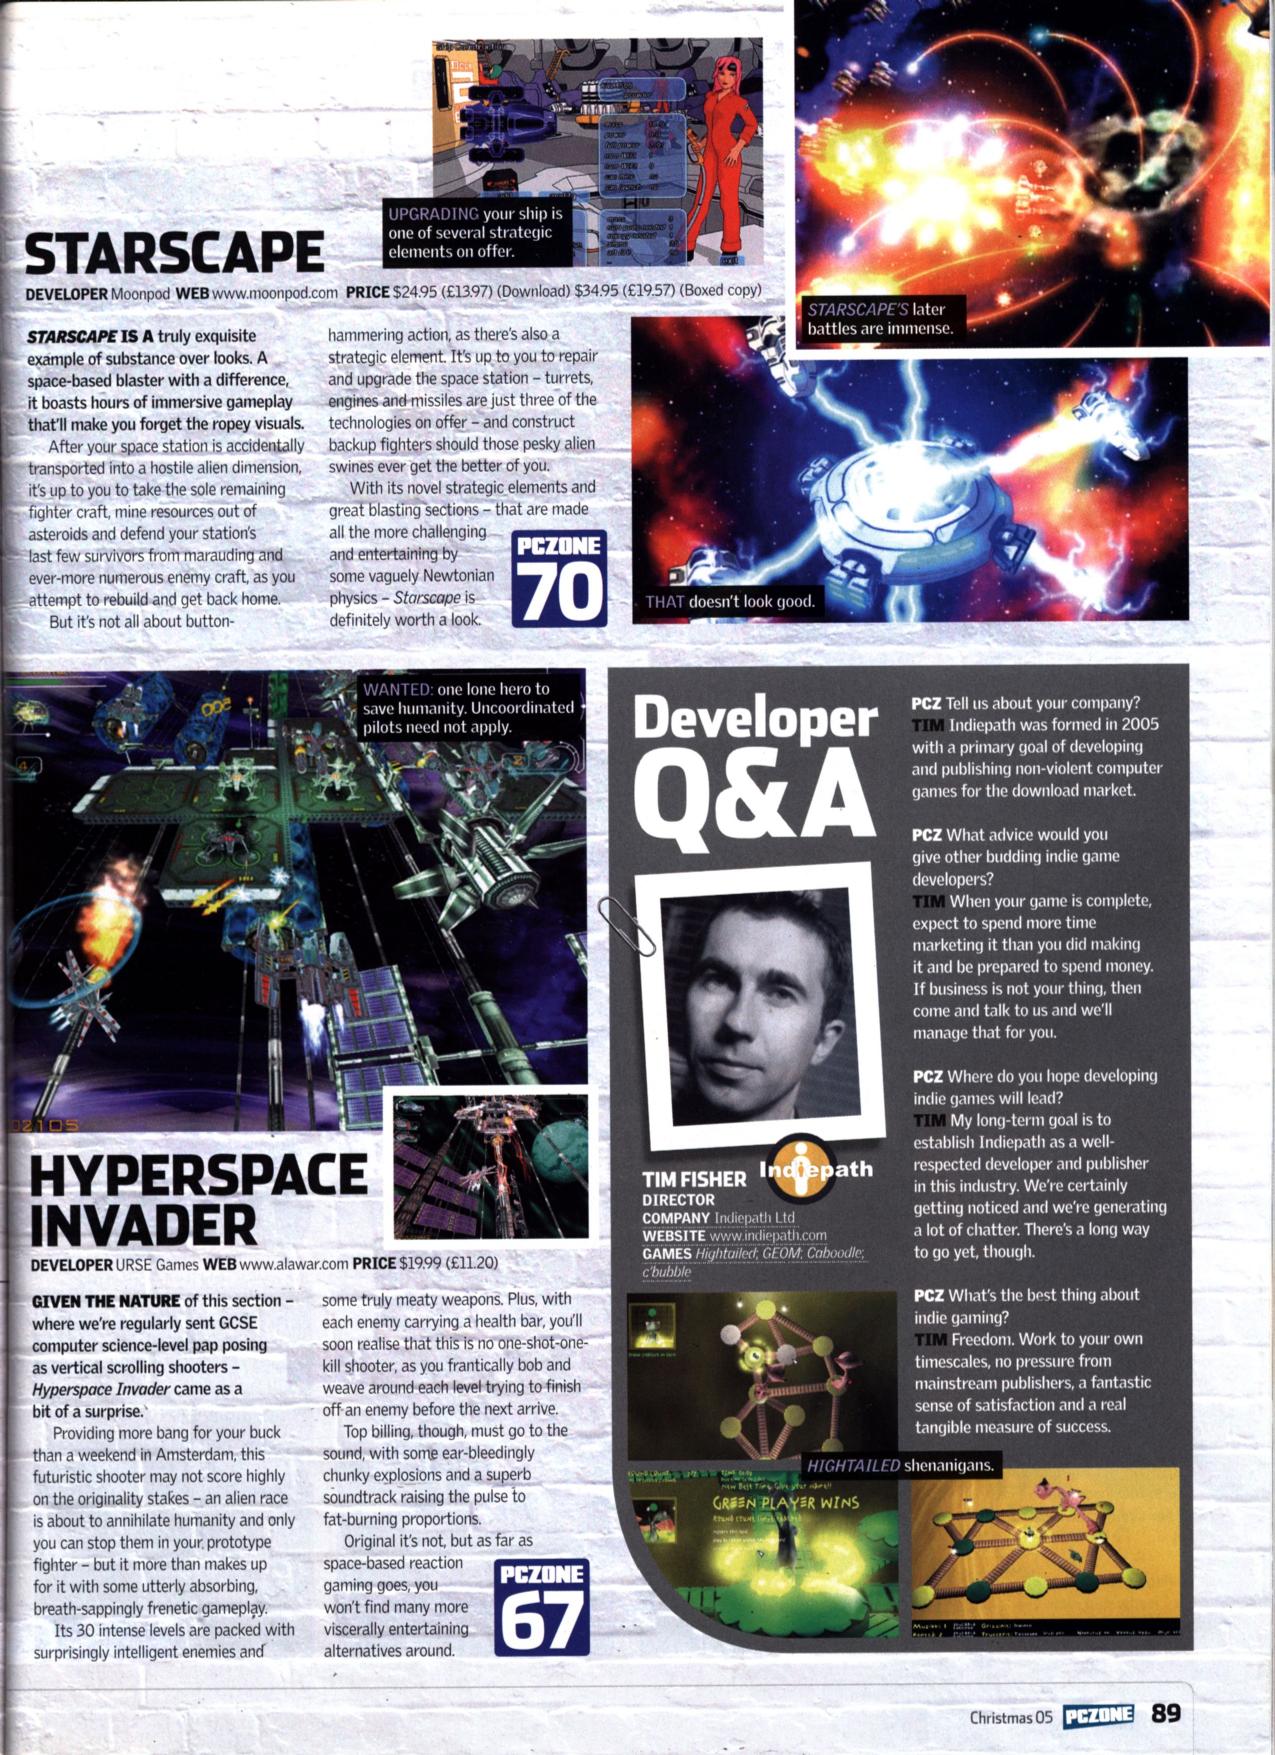 UPGRADING your ship is
one of several strategic
elements on offer.
STARSCAPE'S later
battles are immense.
STARSCAPE
DEVELOPER Moonpod WEB www.moonpod.com PRICE $24.95 (£13.97) (Download) $34.95 (£19.57) (Boxed copy)
STARSCAPE IS A truly exquisite
example of substance over looks. A
space-based blaster with a difference,
it boasts hours of immersive gameplay
that'll make you forget the ropey visuals.
After your space station is accidentally
transported into a hostile alien dimension,
it's up to you to take the sole remaining
fighter craft, mine resources out of
asteroids and defend your station's
last few survivors from marauding and
ever-more numerous enemy craft, as you
attempt to rebuild and get back home.
But it's not all about button-
hammering action, as there's also a
strategic element. It's up to you to repair
and upgrade the space station – turrets,
engines and missiles are just three of the
technologies on offer – and construct
backup fighters should those pesky alien
swines ever get the better of you.
With its novel strategic elements and
great blasting sections – that are made
all the more challenging
and entertaining by
some vaguely Newtonian
physics – Starscape is
definitely worth a look.
PCZONE
70
THAT doesn't look good.
WANTED: one lone hero to
save humanity. Uncoordinated
pilots need not apply.
02105
HYPERSPACE
INVADER
DEVELOPER URSE Games WEB www.alawar.com PRICE $19.99 (£11.20)
GIVEN THE NATURE of this section –
where we're regularly sent GCSE
computer science-level pap posing
as vertical scrolling shooters –
Hyperspace Invader came as a
bit of a surprise.
Providing more bang for your buck
than a weekend in Amsterdam, this
futuristic shooter may not score highly
on the originality stakes – an alien race
is about to annihilate humanity and only
you can stop them in your prototype
fighter – but it more than makes up
for it with some utterly absorbing,
breath-sappingly frenetic gameplay.
Its 30 intense levels are packed with
surprisingly intelligent enemies and
some truly meaty weapons. Plus, with
each enemy carrying a health bar, you'll
soon realise that this is no one-shot-one-
kill shooter, as you frantically bob and
weave around each level trying to finish
off an enemy before the next arrive.
Top billing, though, must go to the
sound, with some ear-bleedingly
chunky explosions and a superb
soundtrack raising the pulse to
fat-burning proportions.
Original it's not, but as far as
space-based reaction
gaming goes, you
won't find many more
viscerally entertaining
alternatives around.
PCZONE
67
Developer
Q&A
TIM FISHER
DIRECTOR
COMPANY Indiepath Ltd
WEBSITE www.indiepath.com
GAMES Hightailed; GEOM; Caboodle;
c'bubble
Indiepath
PCZ Tell us about your company?
TIM Indiepath was formed in 2005
with a primary goal of developing
and publishing non-violent computer
games for the download market.
PCZ What advice would you
give other budding indie game
developers?
TIM When your game is complete,
expect to spend more time
marketing it than you did making
it and be prepared to spend money.
If business is not your thing, then
come and talk to us and we'll
manage that for you.
PCZ Where do you hope developing
indie games will lead?
TIM My long-term goal is to
establish Indiepath as a well-
respected developer and publisher
in this industry. We're certainly
getting noticed and we're generating
a lot of chatter. There's a long way
to go yet, though.
PCZ What's the best thing about
indie gaming?
TIM Freedom. Work to your own
timescales, no pressure from
mainstream publishers, a fantastic
sense of satisfaction and a real
tangible measure of success.
HIGHTAILED shenanigans.
GREEN PLAYER WINS
Christmas 05 PCZONE 89